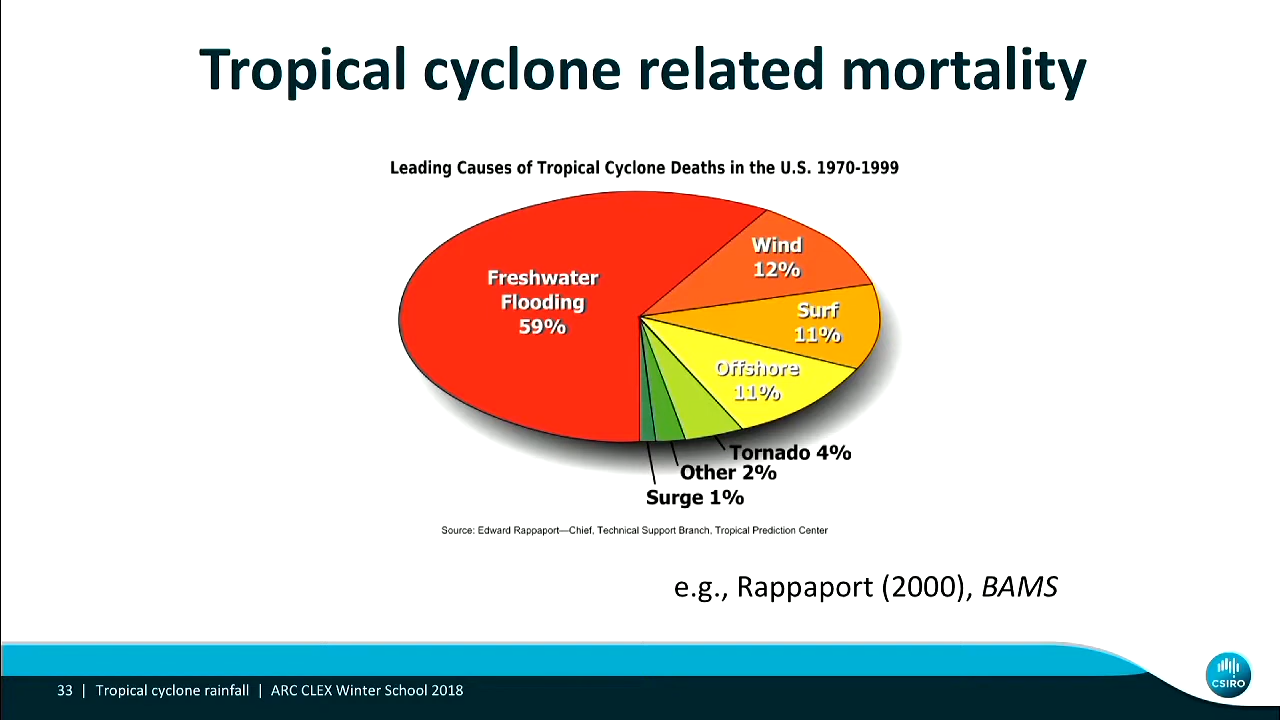 Tropical cyclone related mortality
Leading Causes of Tropical Cyclone Deaths in the U.S. 1970-1999
Freshwater
Flooding
59%
Wind
12%
Surf
11%
Offshore
11%
Tornado 4%
Other 2%
Surge 1%
Source: Edward Rappaport—Chief, Technical Support Branch, Tropical Prediction Center
e.g., Rappaport (2000), BAMS
33 | Tropical cyclone rainfall | ARC CLEX Winter School 2018
CSIRO